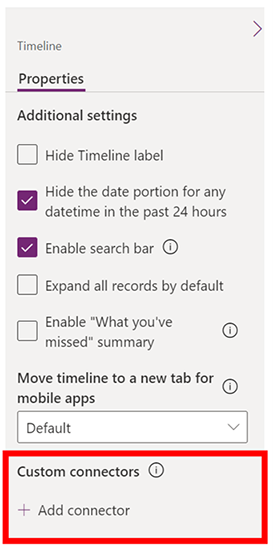 Timeline
Properties
Additional settings
Hide Timeline label
Hide the date portion for any
datetime in the past 24 hours
Enable search bar
Expand all records by default
Enable "What you've
missed" summary
Move timeline to a new tab for
mobile apps
Default
Custom connectors
+ Add connector